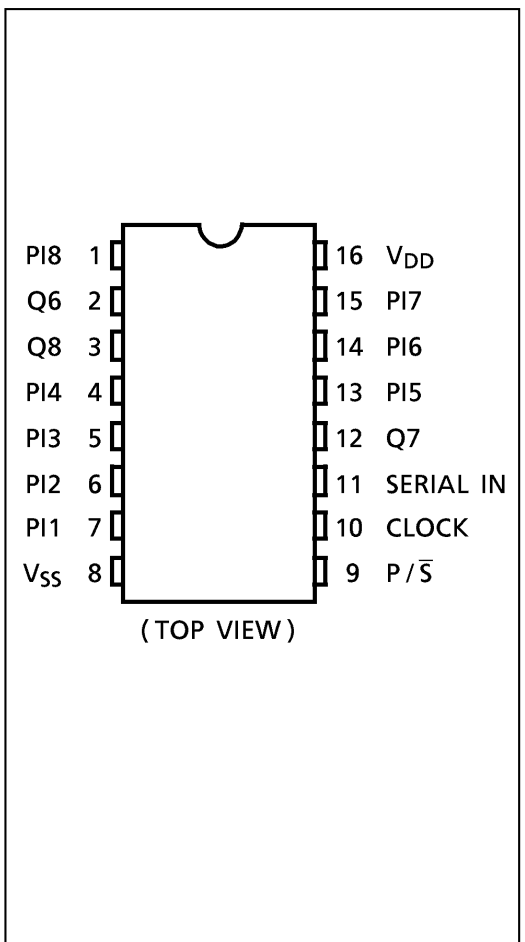 PI8 1 16 VDD
Q6 2 15 PI7
Q8 3 14 PI6
PI4 4 13 PI5
PI3 5 12 Q7
PI2 6 11 SERIAL IN
PI1 7 10 CLOCK
VSS 8 9 P/S̅
(TOP VIEW)